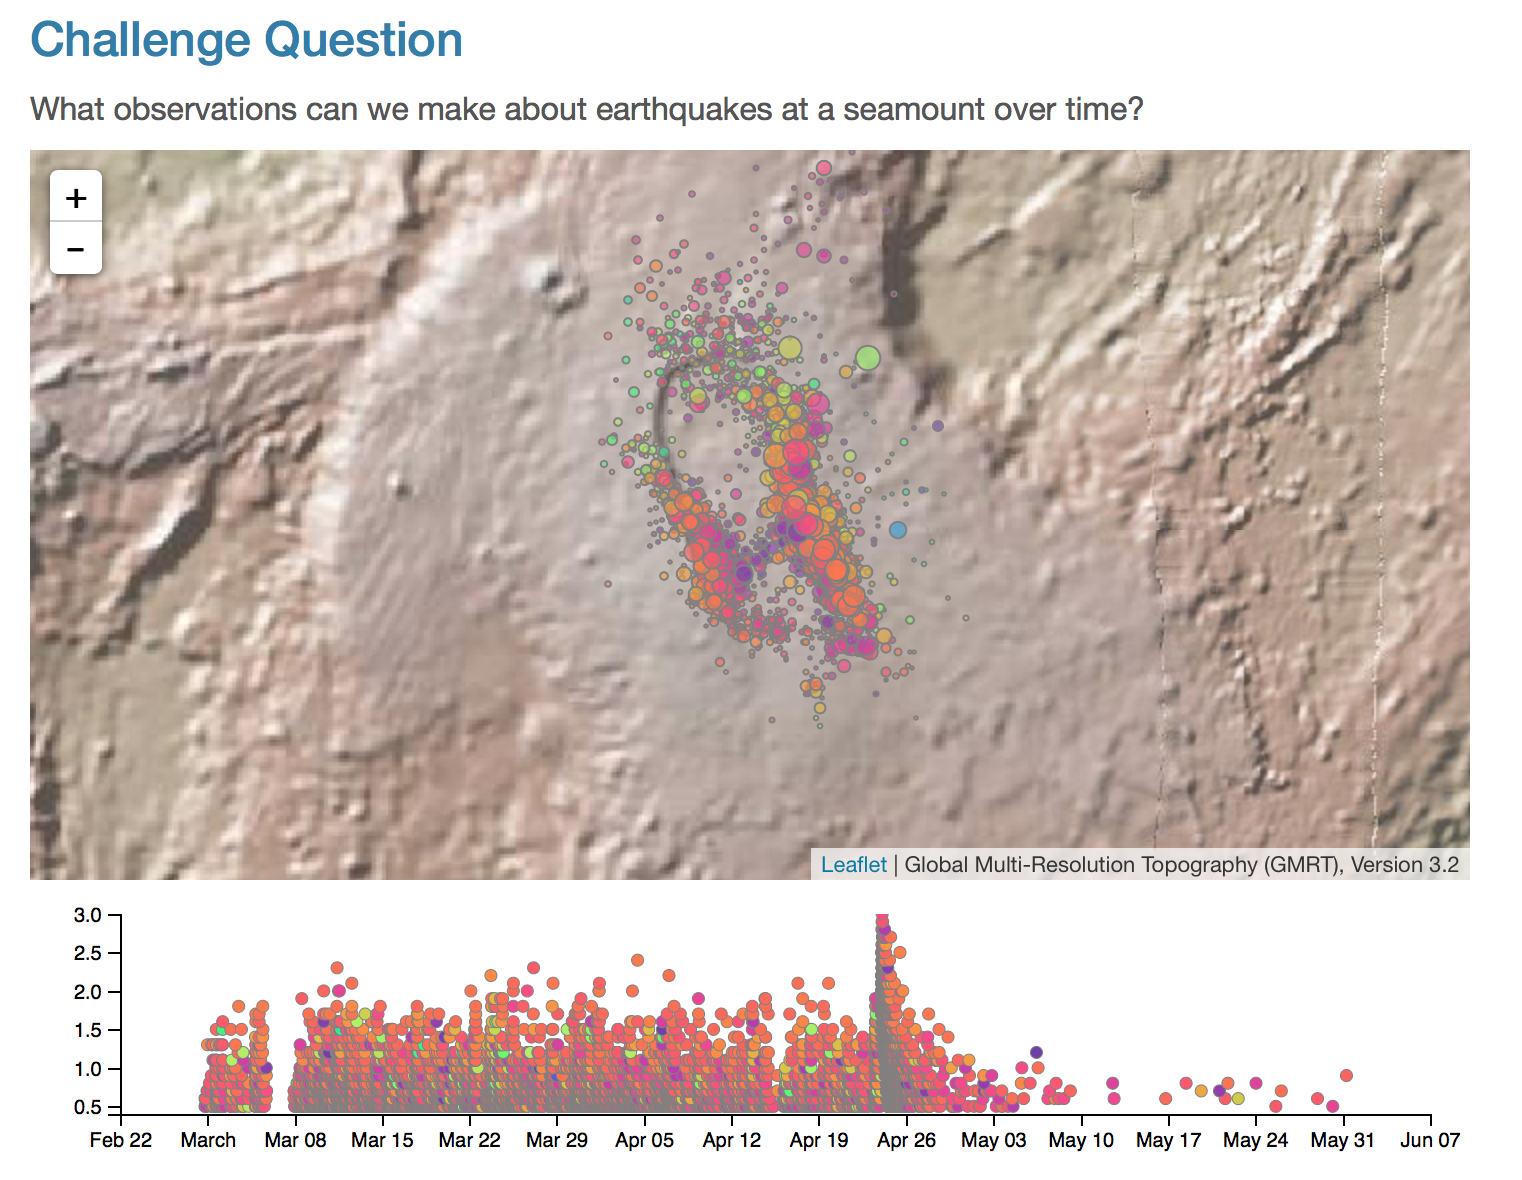 Challenge Question
What observations can we make about earthquakes at a seamount over time?
+
−
Leaflet | Global Multi-Resolution Topography (GMRT), Version 3.2
3.0
2.5
2.0
1.5
1.0
0.5
Feb 22 March Mar 08 Mar 15 Mar 22 Mar 29 Apr 05 Apr 12 Apr 19 Apr 26 May 03 May 10 May 17 May 24 May 31 Jun 07